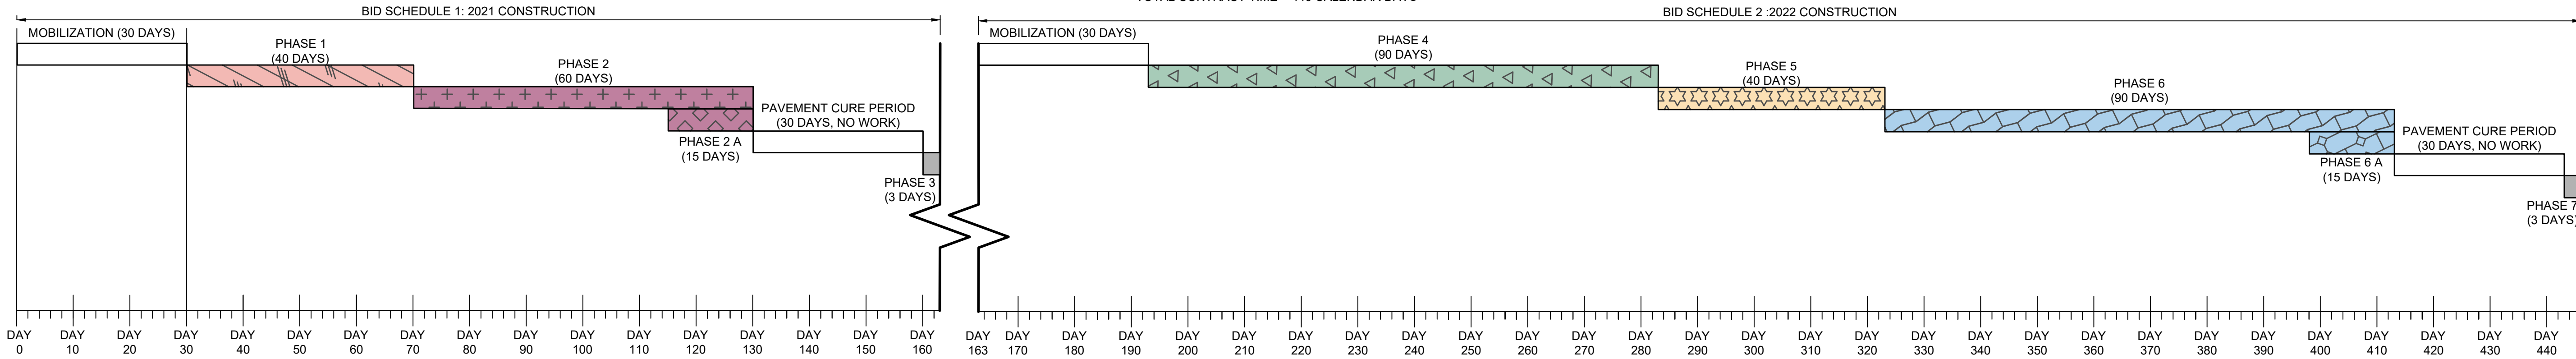 BID SCHEDULE 1: 2021 CONSTRUCTION
BID SCHEDULE 2 :2022 CONSTRUCTION
MOBILIZATION (30 DAYS)
PHASE 1
(40 DAYS)
PHASE 2
(60 DAYS)
PHASE 2 A
(15 DAYS)
PAVEMENT CURE PERIOD
(30 DAYS, NO WORK)
PHASE 3
(3 DAYS)
MOBILIZATION (30 DAYS)
PHASE 4
(90 DAYS)
PHASE 5
(40 DAYS)
PHASE 6
(90 DAYS)
PHASE 6 A
(15 DAYS)
PAVEMENT CURE PERIOD
(30 DAYS, NO WORK)
PHASE 7
(3 DAYS)
DAY DAY DAY DAY DAY DAY DAY DAY DAY DAY DAY DAY DAY DAY DAY DAY DAY DAY DAY DAY DAY DAY DAY DAY DAY DAY DAY DAY DAY DAY DAY DAY DAY DAY DAY DAY DAY DAY DAY DAY DAY DAY DAY DAY DAY DAY
0 10 20 30 40 50 60 70 80 90 100 110 120 130 140 150 160 163 170 180 190 200 210 220 230 240 250 260 270 280 290 300 310 320 330 340 350 360 370 380 390 400 410 420 430 440